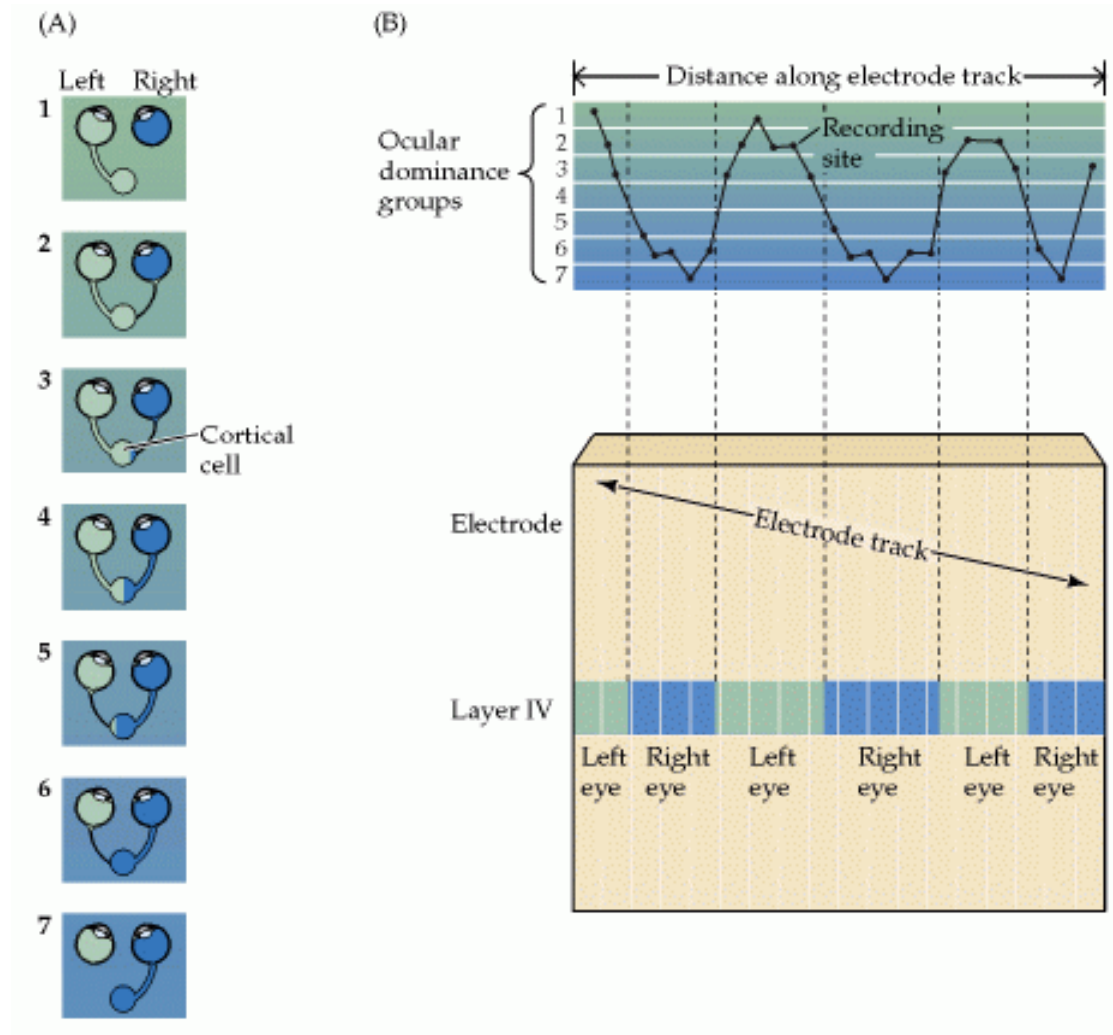 (A)
Left Right
1
2
3
Cortical
cell
4
5
6
7
(B)
Distance along electrode track
Ocular
dominance
groups
1
2
3
4
5
6
7
Recording
site
Electrode
Electrode track
Layer IV
Left
eye
Right
eye
Left
eye
Right
eye
Left
eye
Right
eye